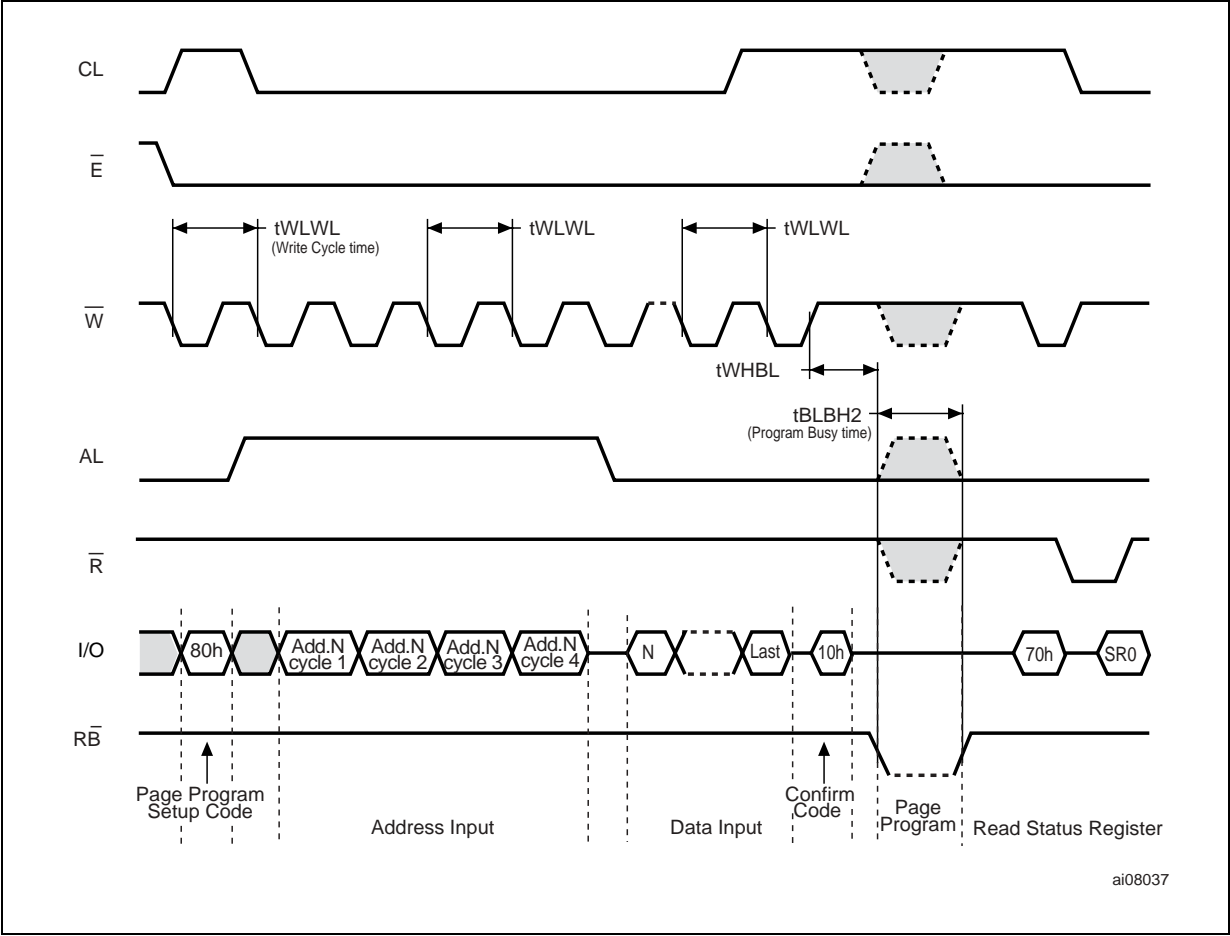 CL
E̅
tWLWL
(Write Cycle time)
tWLWL
tWLWL
W̅
tWHBL
tBLBH2
(Program Busy time)
AL
R̅
I/O
80h
Add.N
cycle 1
Add.N
cycle 2
Add.N
cycle 3
Add.N
cycle 4
N
Last
10h
70h
SR0
RB̅
Page Program
Setup Code
Address Input
Data Input
Confirm
Code
Page
Program
Read Status Register
ai08037